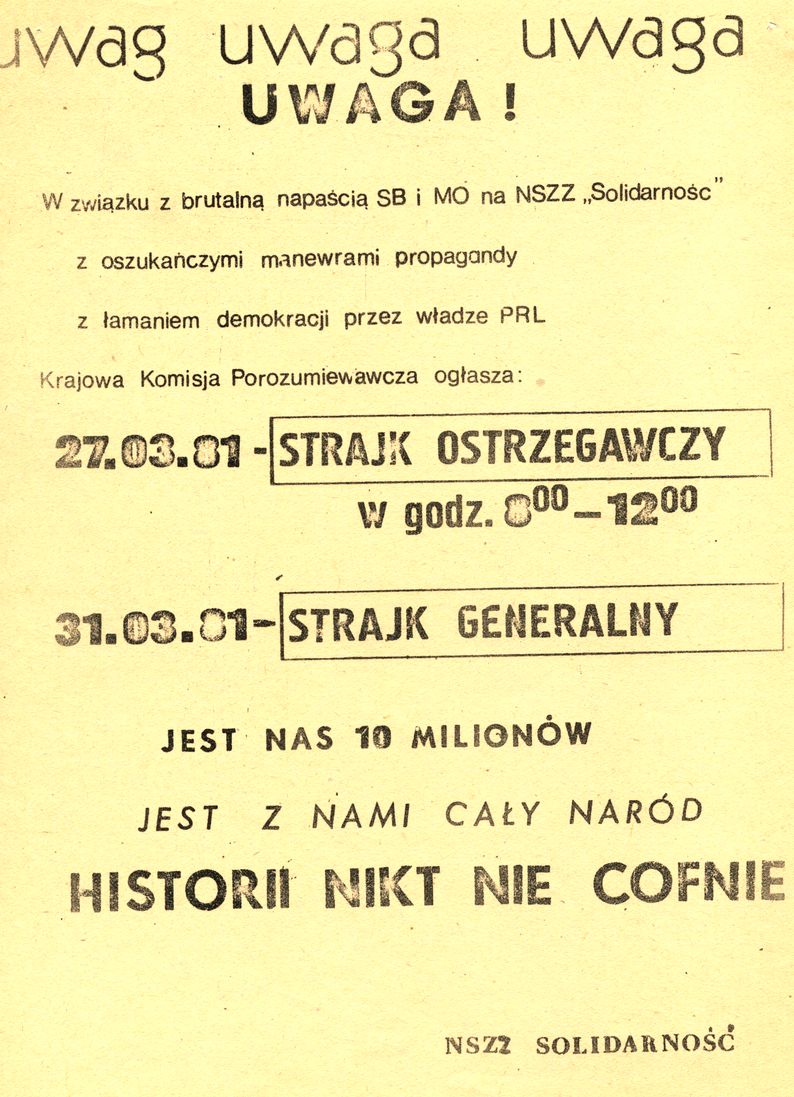 uwag uwaga uwaga
UWAGA!
W związku z brutalną napaścią SB i MO na NSZZ „Solidarność”
z oszukańczymi manewrami propagandy
z łamaniem demokracji przez władze PRL
Krajowa Komisja Porozumiewawcza ogłasza:
27.03.81 - STRAJK OSTRZEGAWCZY
w godz. 8⁰⁰ – 12⁰⁰
31.03.81 - STRAJK GENERALNY
JEST NAS 10 MILIONÓW
JEST Z NAMI CAŁY NARÓD
HISTORII NIKT NIE COFNIE
NSZZ SOLIDARNOŚĆ